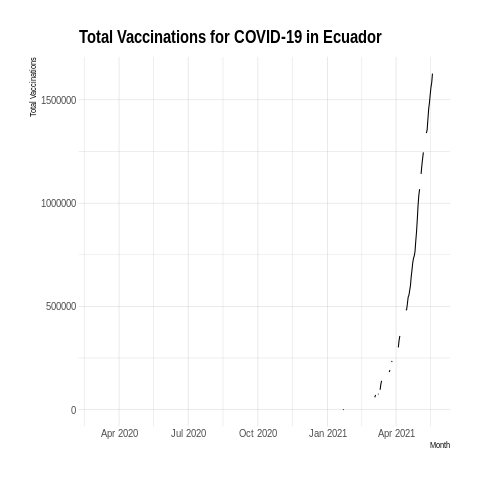 Total Vaccinations for COVID-19 in Ecuador
Total Vaccinations
1500000
1000000
500000
0
Apr 2020 Jul 2020 Oct 2020 Jan 2021 Apr 2021
Month